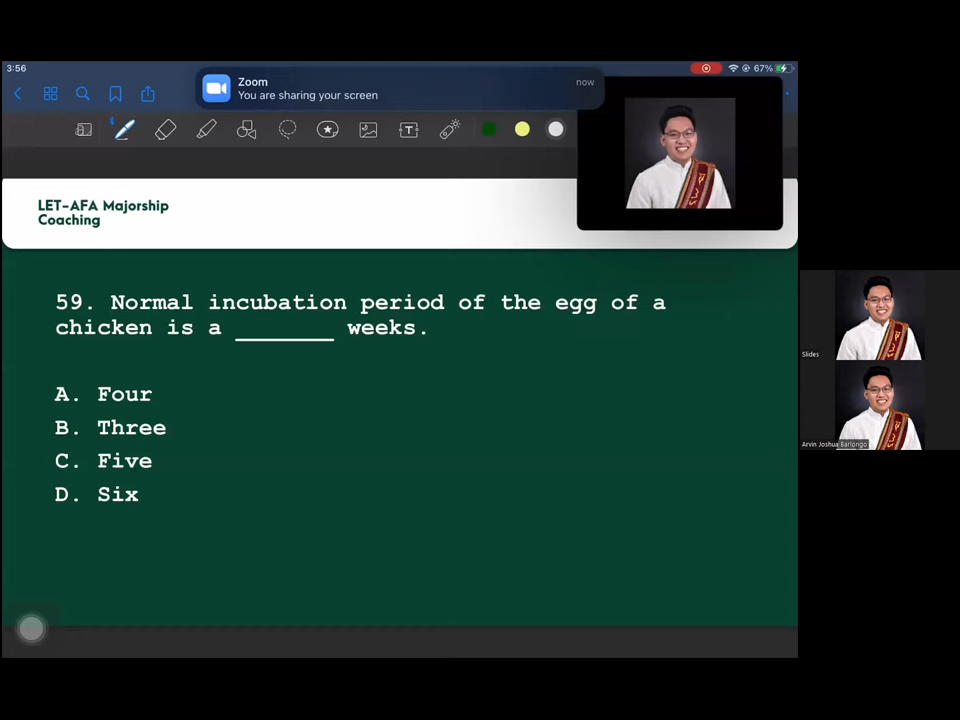 3:56
Zoom
now
You are sharing your screen
67%
T
LET-AFA Majorship
Coaching
59. Normal incubation period of the egg of a
chicken is a _______ weeks.
A. Four
B. Three
C. Five
D. Six
Slides
Arvin Joshua Barlongo